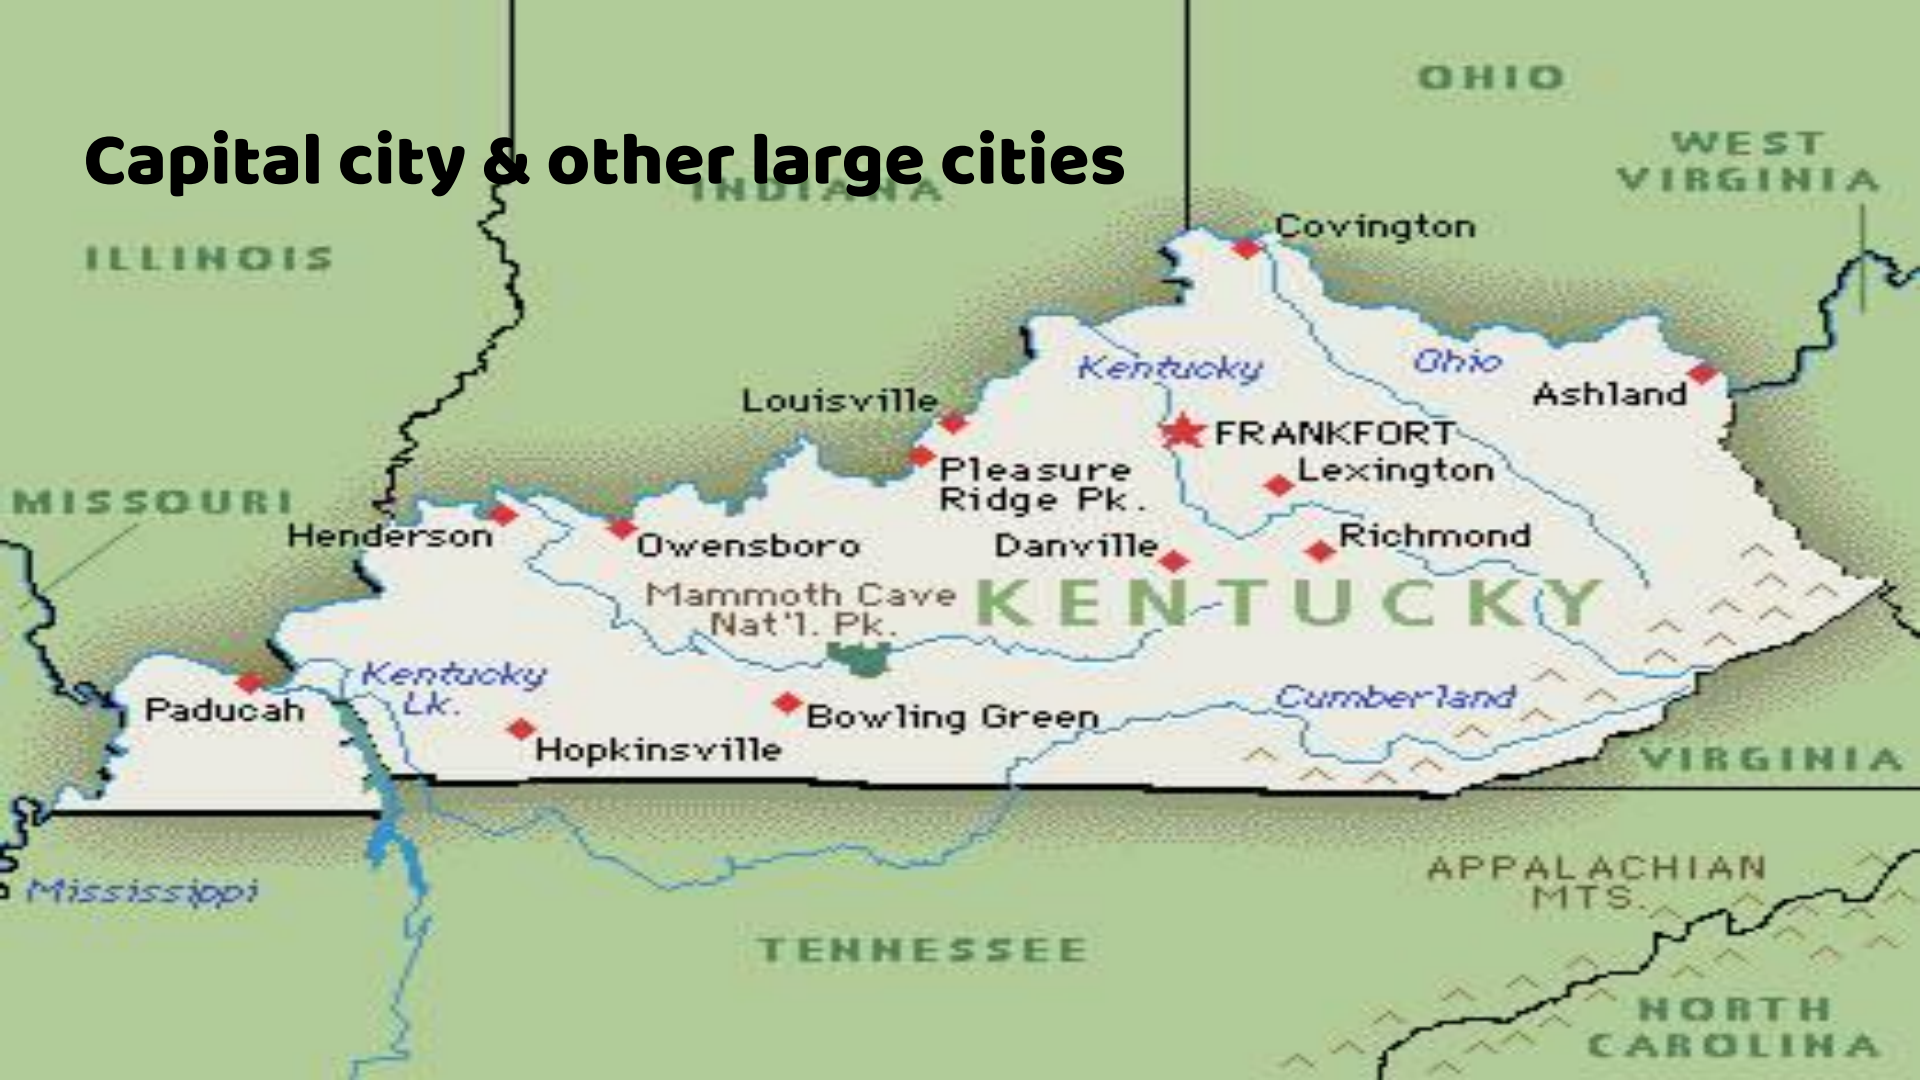 OHIO
WEST
VIRGINIA
Capital city & other large cities
INDIANA
ILLINOIS
Covington
Kentucky
Ohio
Ashland
Louisville
FRANKFORT
Lexington
Pleasure
Ridge Pk.
MISSOURI
Henderson
Owensboro
Danville
Richmond
Mammoth Cave
Nat'l. Pk.
KENTUCKY
Kentucky
Lk.
Paducah
Bowling Green
Cumberland
Hopkinsville
VIRGINIA
APPALACHIAN
MTS.
Mississippi
TENNESSEE
NORTH
CAROLINA